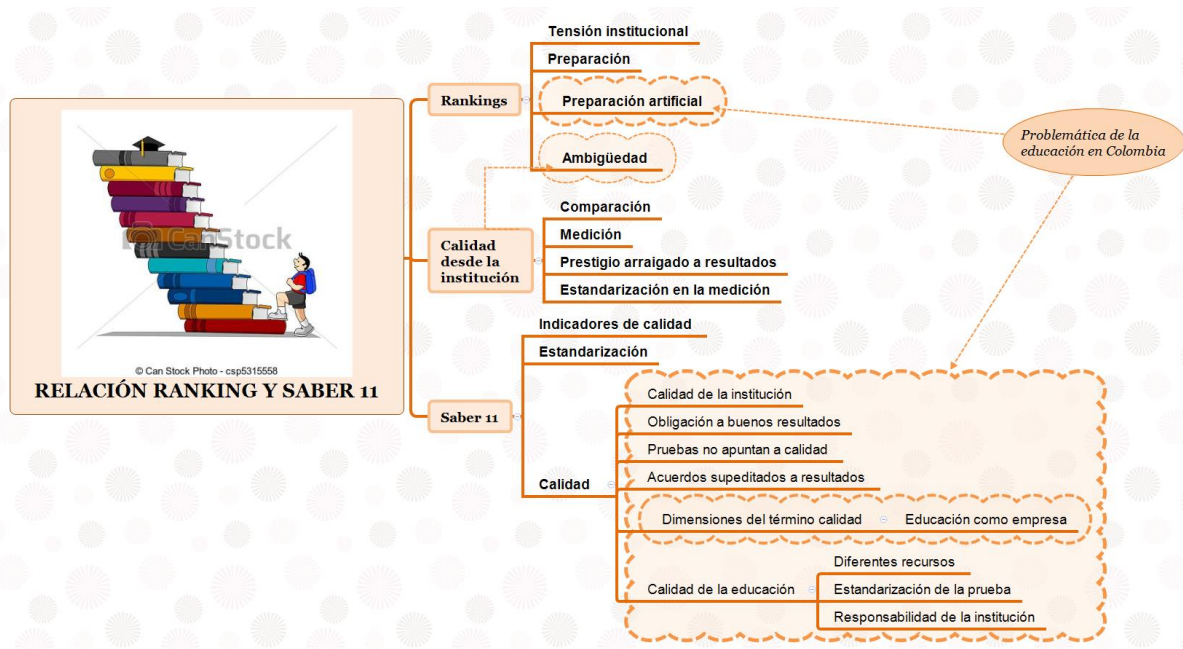 CanStock
© Can Stock Photo - csp5315558
RELACIÓN RANKING Y SABER 11
Rankings
Tensión institucional
Preparación
Preparación artificial
Ambigüedad
Calidad
desde la
institución
Comparación
Medición
Prestigio arraigado a resultados
Estandarización en la medición
Saber 11
Indicadores de calidad
Estandarización
Calidad
Calidad de la institución
Obligación a buenos resultados
Pruebas no apuntan a calidad
Acuerdos supeditados a resultados
Dimensiones del término calidad
Educación como empresa
Calidad de la educación
Diferentes recursos
Estandarización de la prueba
Responsabilidad de la institución
Problemática de la
educación en Colombia